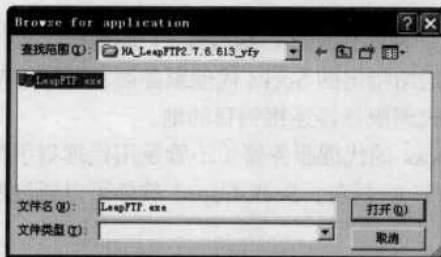 Browse for application
查找范围(I): HA_LeapFTP2.7.6.613_yfy
LeapFTP.exe
文件名(N): LeapFTP.exe 打开(O)
文件类型(T): 取消